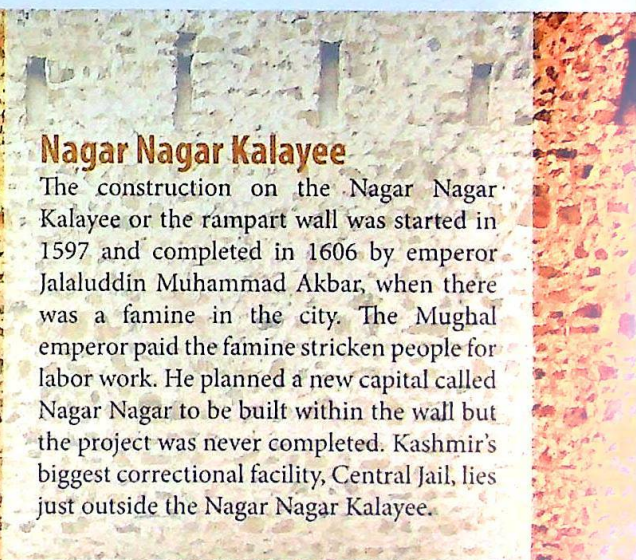 Nagar Nagar Kalayee
The construction on the Nagar Nagar
Kalayee or the rampart wall was started in
1597 and completed in 1606 by emperor
Jalaluddin Muhammad Akbar, when there
was a famine in the city. The Mughal
emperor paid the famine stricken people for
labor work. He planned a new capital called
Nagar Nagar to be built within the wall but
the project was never completed. Kashmir's
biggest correctional facility, Central Jail, lies
just outside the Nagar Nagar Kalayee.